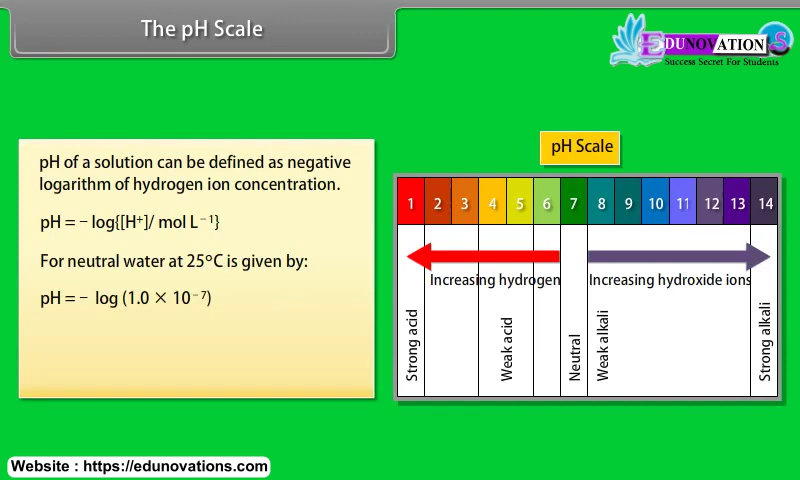 The pH Scale
EDUNOVATIONS
Success Secret For Students
pH of a solution can be defined as negative
logarithm of hydrogen ion concentration.
pH = – log{[H⁺]/ mol L⁻¹}
For neutral water at 25ºC is given by:
pH = – log (1.0 × 10⁻⁷)
pH Scale
1 2 3 4 5 6 7 8 9 10 11 12 13 14
Increasing hydrogen
Increasing hydroxide ions
Strong acid
Weak acid
Neutral
Weak alkali
Strong alkali
Website : https://edunovations.com